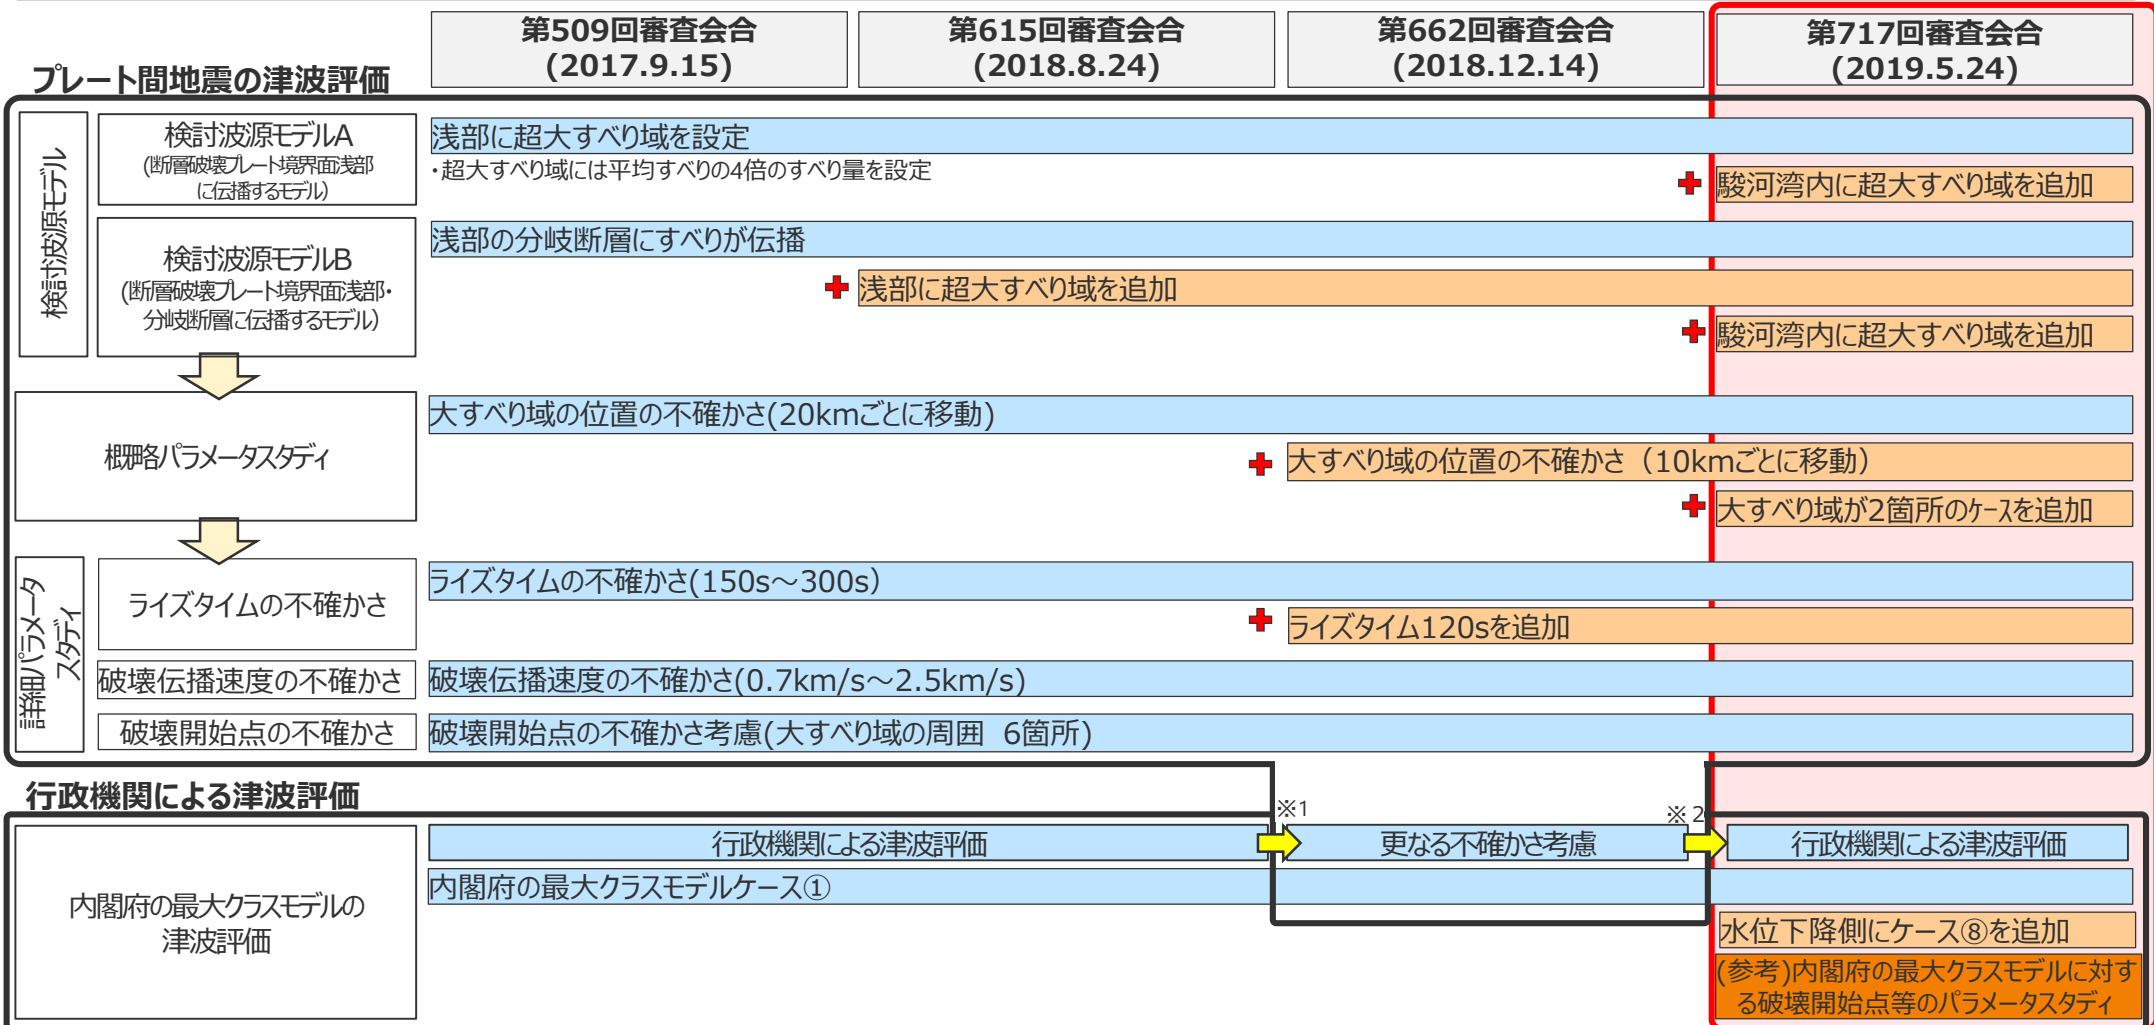 第509回審査会合
(2017.9.15)
第615回審査会合
(2018.8.24)
第662回審査会合
(2018.12.14)
第717回審査会合
(2019.5.24)
プレート間地震の津波評価
検討波源モデル
検討波源モデルA
(断層破壊プレート境界面浅部
に伝播するモデル)
浅部に超大すべり域を設定
・超大すべり域には平均すべりの4倍のすべり量を設定
駿河湾内に超大すべり域を追加
検討波源モデルB
(断層破壊プレート境界面浅部・
分岐断層に伝播するモデル)
浅部の分岐断層にすべりが伝播
浅部に超大すべり域を追加
駿河湾内に超大すべり域を追加
概略パラメータスタディ
大すべり域の位置の不確かさ(20kmごとに移動)
大すべり域の位置の不確かさ（10kmごとに移動）
大すべり域が2箇所のケースを追加
詳細パラメータ
スタディ
ライズタイムの不確かさ
ライズタイムの不確かさ(150s～300s)
ライズタイム120sを追加
破壊伝播速度の不確かさ
破壊伝播速度の不確かさ(0.7km/s～2.5km/s)
破壊開始点の不確かさ
破壊開始点の不確かさ考慮(大すべり域の周囲 6箇所)
行政機関による津波評価
※1
※2
内閣府の最大クラスモデルの
津波評価
行政機関による津波評価
更なる不確かさ考慮
行政機関による津波評価
内閣府の最大クラスモデルケース①
水位下降側にケース⑧を追加
(参考)内閣府の最大クラスモデルに対す
る破壊開始点等のパラメータスタディ